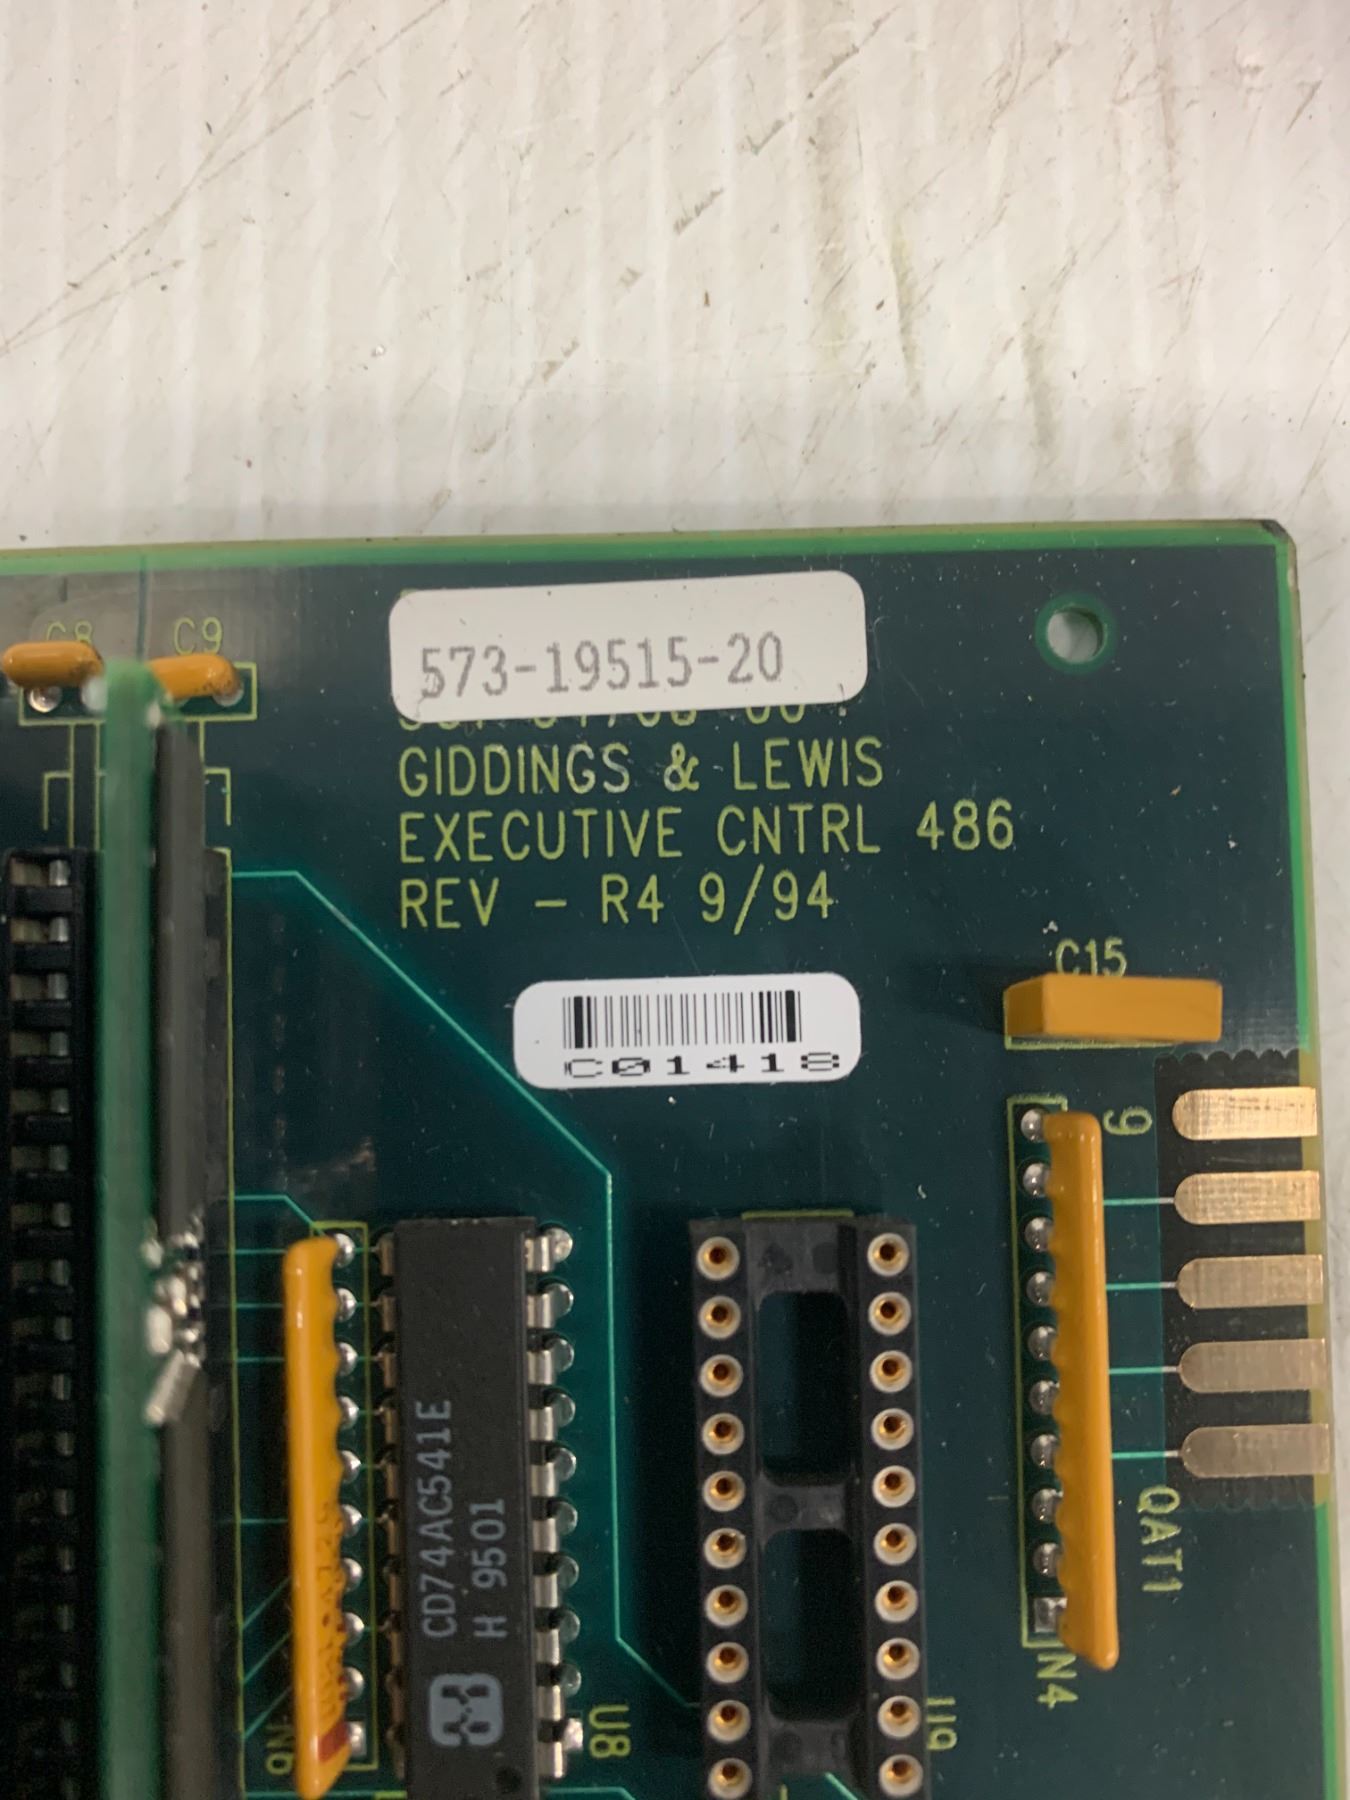 C8
C9
573-19515-20
GIDDINGS & LEWIS
EXECUTIVE CNTRL 486
REV - R4 9/94
C15
C01418
9
CD74AC541E
H 9501
QAT1
N4
U8
U9